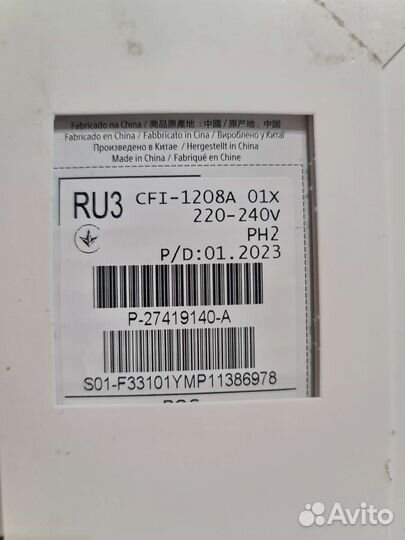 Fabricado na China / 商品原產地：中國 / 原产地：中国
Fabricado en China / Fabbricato in Cina / Вироблено у Китаї
Произведено в Китае / Hergestellt in China
Made in China / Fabriqué en Chine
RU3 CFI-1208A 01X
220-240V
PH2
P/D:01.2023
P-27419140-A
S01-F33101YMP11386978
Avito